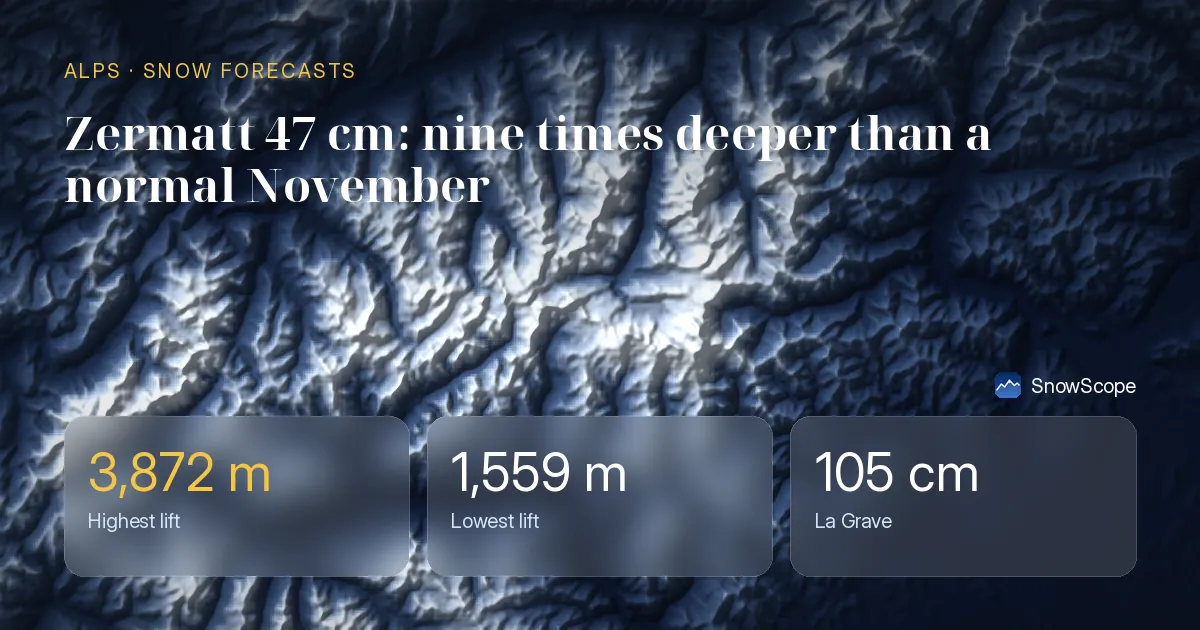 ALPS · SNOW FORECASTS
Zermatt 47 cm: nine times deeper than a
normal November
SnowScope
3,872 m
Highest lift
1,559 m
Lowest lift
105 cm
La Grave